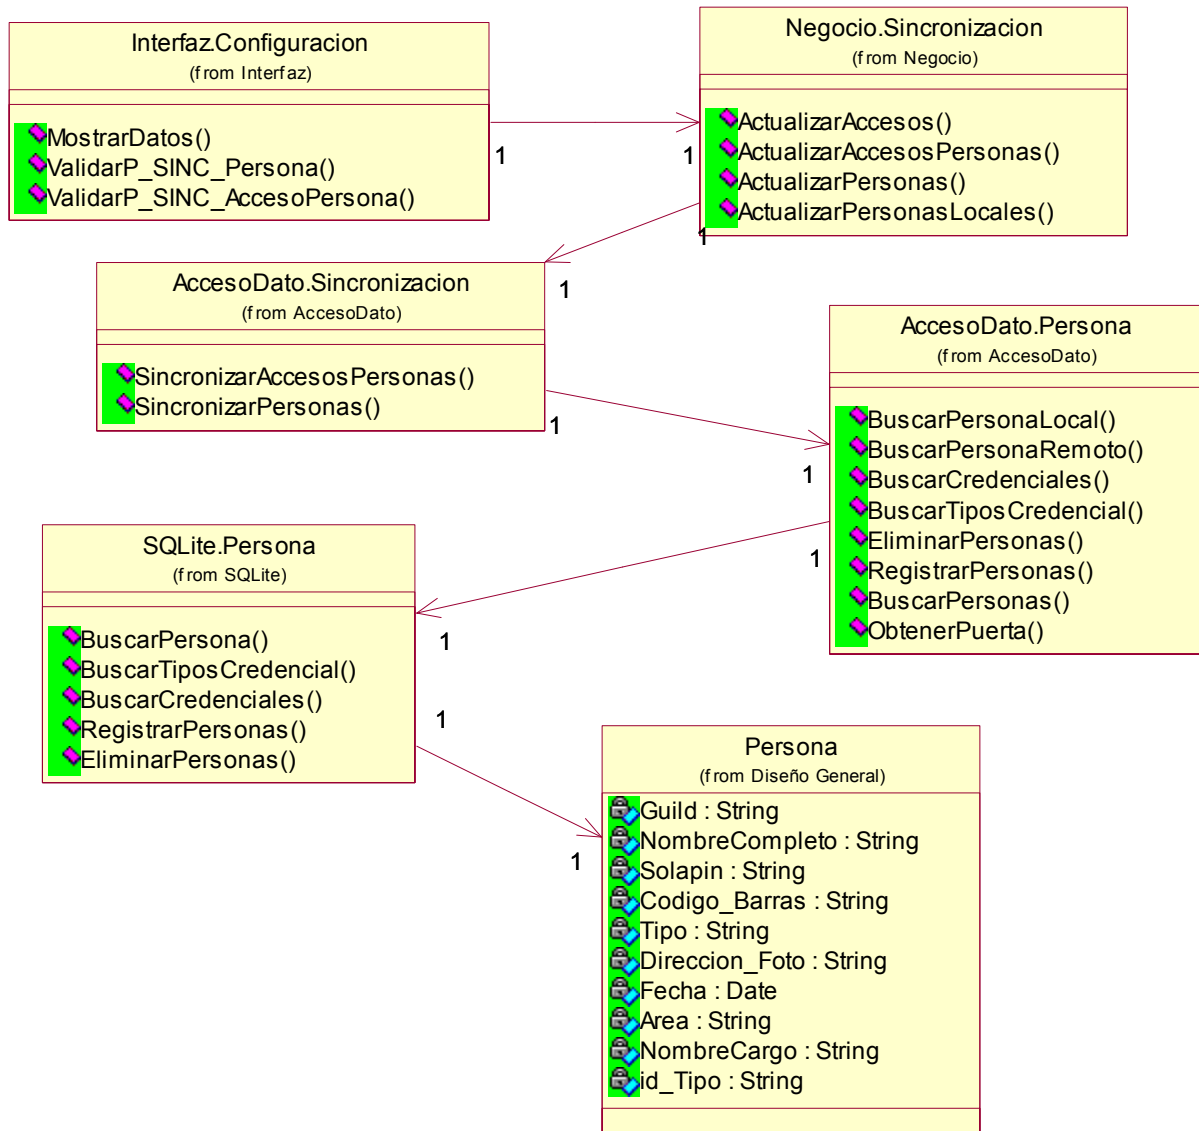 Interfaz.Configuracion
(from Interfaz)
MostrarDatos()
ValidarP_SINC_Persona()
ValidarP_SINC_AccesoPersona()
Negocio.Sincronizacion
(from Negocio)
ActualizarAccesos()
ActualizarAccesosPersonas()
ActualizarPersonas()
ActualizarPersonasLocales()
1
1
1
1
AccesoDato.Sincronizacion
(from AccesoDato)
SincronizarAccesosPersonas()
SincronizarPersonas()
1
1
AccesoDato.Persona
(from AccesoDato)
BuscarPersonaLocal()
BuscarPersonaRemoto()
BuscarCredenciales()
BuscarTiposCredencial()
EliminarPersonas()
RegistrarPersonas()
BuscarPersonas()
ObtenerPuerta()
1
1
SQLite.Persona
(from SQLite)
BuscarPersona()
BuscarTiposCredencial()
BuscarCredenciales()
RegistrarPersonas()
EliminarPersonas()
1
1
Persona
(from Diseño General)
GuiId : String
NombreCompleto : String
Solapin : String
Codigo_Barras : String
Tipo : String
Direccion_Foto : String
Fecha : Date
Area : String
NombreCargo : String
id_Tipo : String